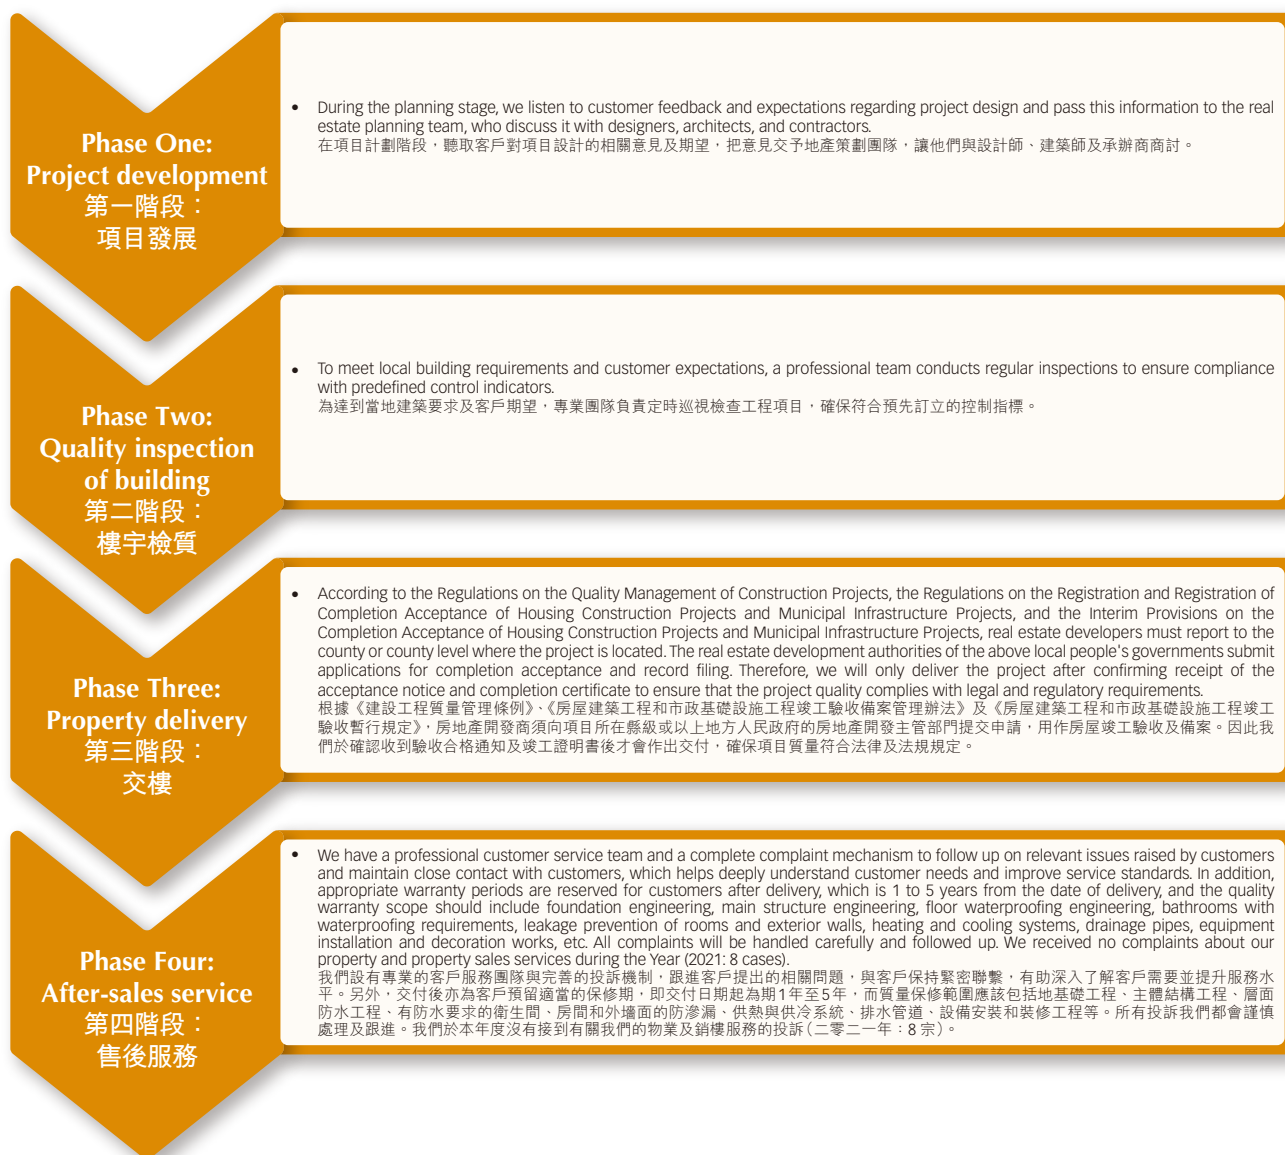 Phase One:
Project development
第一階段：
項目發展
• During the planning stage, we listen to customer feedback and expectations regarding project design and pass this information to the real
estate planning team, who discuss it with designers, architects, and contractors.
在項目計劃階段，聽取客戶對項目設計的相關意見及期望，把意見交予地產策劃團隊，讓他們與設計師、建築師及承辦商商討。
Phase Two:
Quality inspection
of building
第二階段：
樓宇檢質
• To meet local building requirements and customer expectations, a professional team conducts regular inspections to ensure compliance
with predefined control indicators.
為達到當地建築要求及客戶期望，專業團隊負責定時巡視檢查工程項目，確保符合預先訂立的控制指標。
Phase Three:
Property delivery
第三階段：
交樓
• According to the Regulations on the Quality Management of Construction Projects, the Regulations on the Registration and Registration of
Completion Acceptance of Housing Construction Projects and Municipal Infrastructure Projects, and the Interim Provisions on the
Completion Acceptance of Housing Construction Projects and Municipal Infrastructure Projects, real estate developers must report to the
county or county level where the project is located. The real estate development authorities of the above local people's governments submit
applications for completion acceptance and record filing. Therefore, we will only deliver the project after confirming receipt of the
acceptance notice and completion certificate to ensure that the project quality complies with legal and regulatory requirements.
根據《建設工程質量管理條例》、《房屋建築工程和市政基礎設施工程竣工驗收備案管理辦法》及《房屋建築工程和市政基礎設施工程竣工
驗收暫行規定》，房地產開發商須向項目所在縣級或以上地方人民政府的房地產開發主管部門提交申請，用作房屋竣工驗收及備案。因此我
們於確認收到驗收合格通知及竣工證明書後才會作出交付，確保項目質量符合法律及法規規定。
Phase Four:
After-sales service
第四階段：
售後服務
• We have a professional customer service team and a complete complaint mechanism to follow up on relevant issues raised by customers
and maintain close contact with customers, which helps deeply understand customer needs and improve service standards. In addition,
appropriate warranty periods are reserved for customers after delivery, which is 1 to 5 years from the date of delivery, and the quality
warranty scope should include foundation engineering, main structure engineering, floor waterproofing engineering, bathrooms with
waterproofing requirements, leakage prevention of rooms and exterior walls, heating and cooling systems, drainage pipes, equipment
installation and decoration works, etc. All complaints will be handled carefully and followed up. We received no complaints about our
property and property sales services during the Year (2021: 8 cases).
我們設有專業的客戶服務團隊與完善的投訴機制，跟進客戶提出的相關問題，與客戶保持緊密聯繫，有助深入了解客戶需要並提升服務水
平。另外，交付後亦為客戶預留適當的保修期，即交付日期起為期1年至5年，而質量保修範圍應該包括地基礎工程、主體結構工程、層面
防水工程、有防水要求的衛生間、房間和外墻面的防滲漏、供熱與供冷系統、排水管道、設備安裝和裝修工程等。所有投訴我們都會謹慎
處理及跟進。我們於本年度沒有接到有關我們的物業及銷樓服務的投訴（二零二一年：8 宗）。